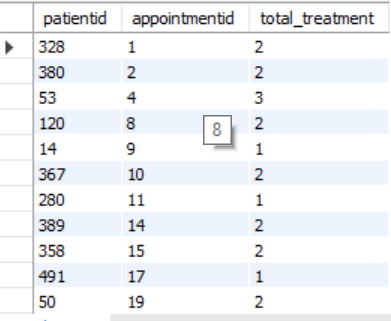 patientid appointmentid total_treatment
328 1 2
380 2 2
53 4 3
120 8 2
8
14 9 1
367 10 2
280 11 1
389 14 2
358 15 2
491 17 1
50 19 2